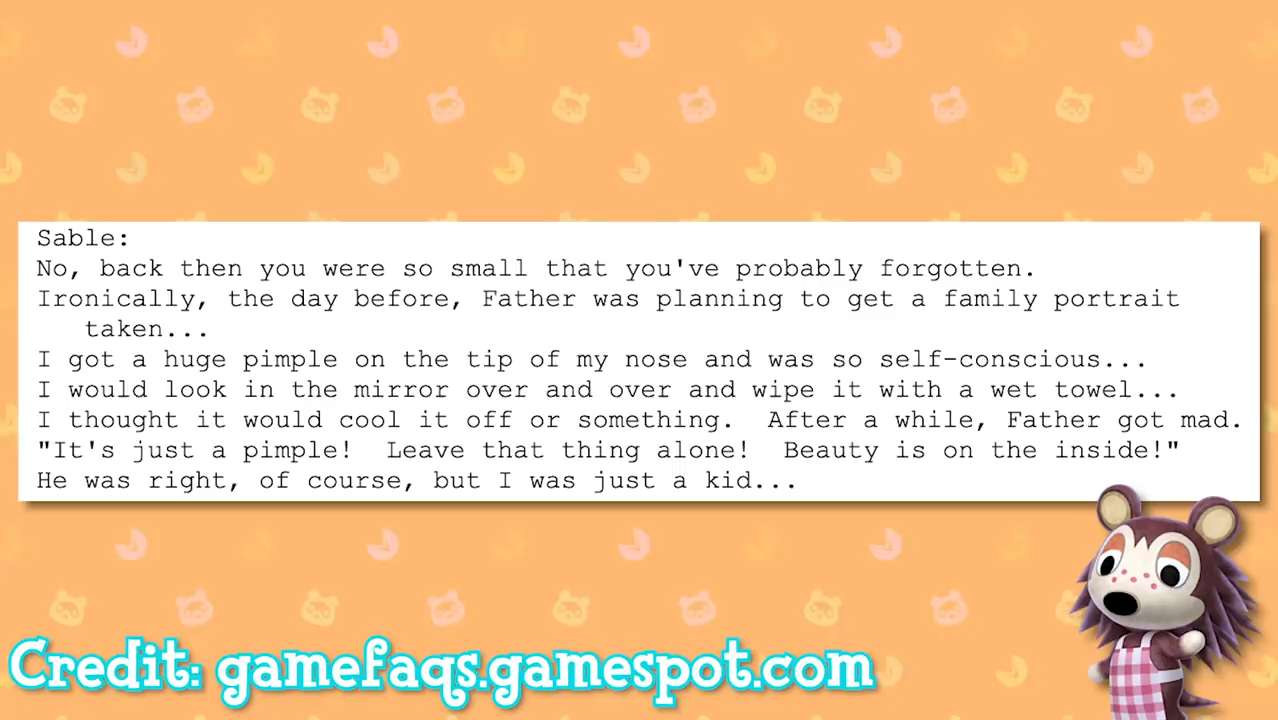 Sable:
No, back then you were so small that you've probably forgotten.
Ironically, the day before, Father was planning to get a family portrait
taken...
I got a huge pimple on the tip of my nose and was so self-conscious...
I would look in the mirror over and over and wipe it with a wet towel...
I thought it would cool it off or something.  After a while, Father got mad.
"It's just a pimple!  Leave that thing alone!  Beauty is on the inside!"
He was right, of course, but I was just a kid...
Credit: gamefaqs.gamespot.com